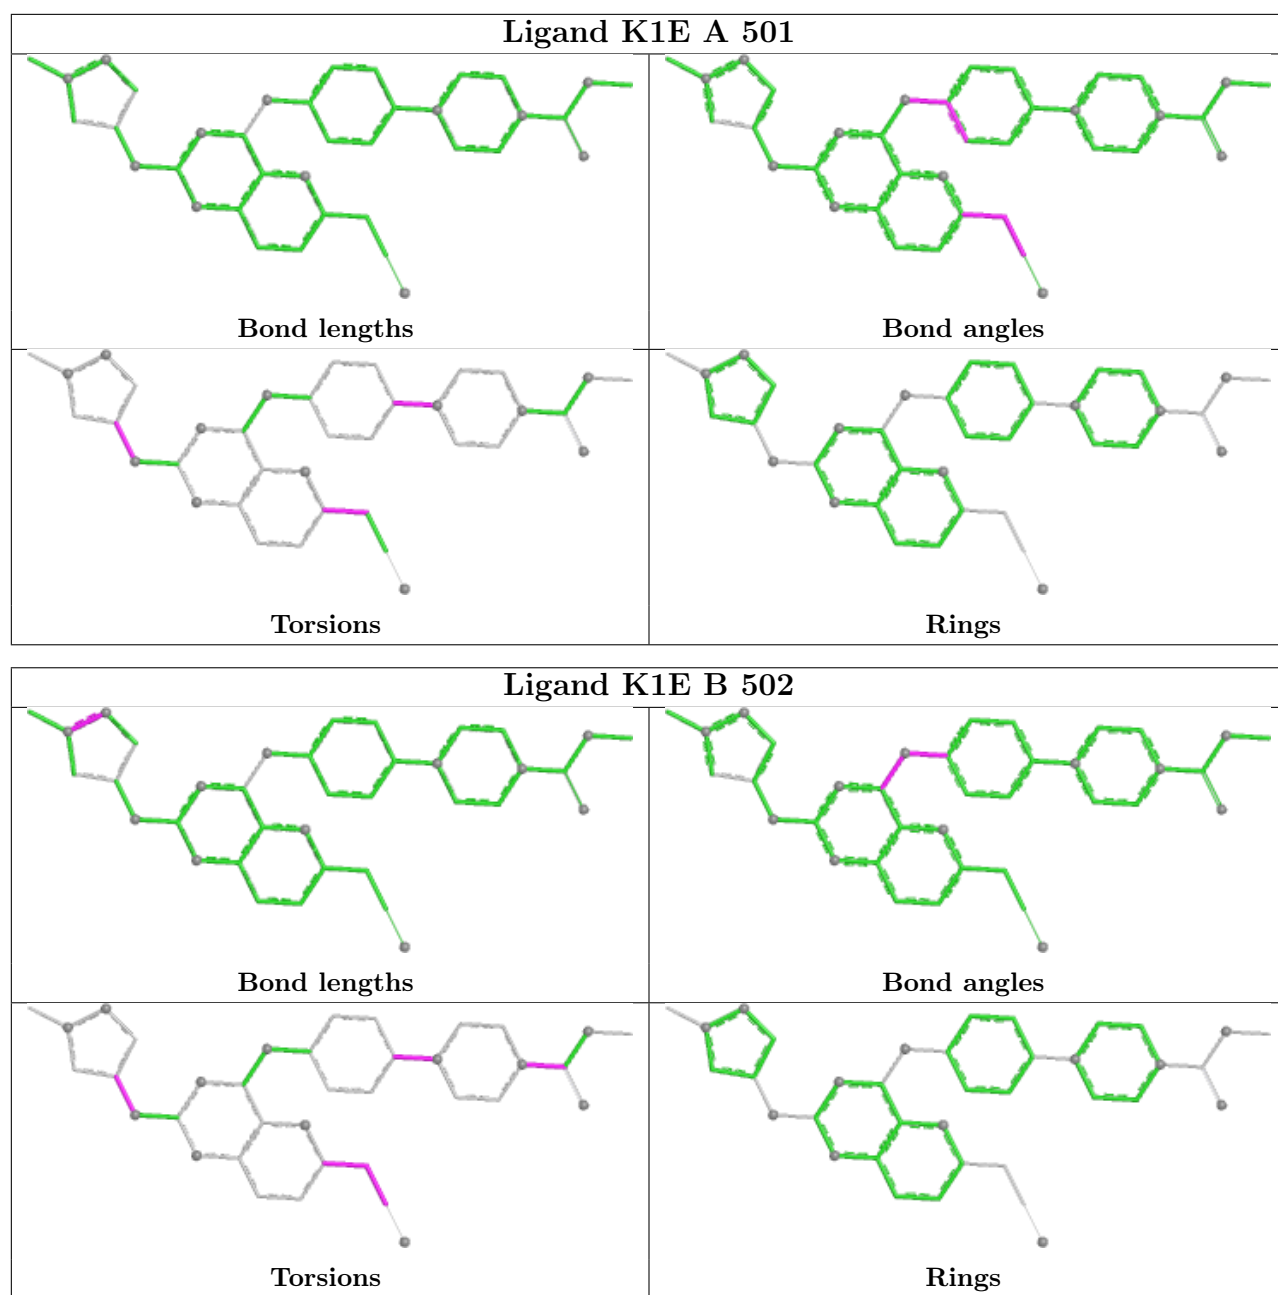 Ligand K1E A 501
Bond lengths
Bond angles
Torsions
Rings
Ligand K1E B 502
Bond lengths
Bond angles
Torsions
Rings